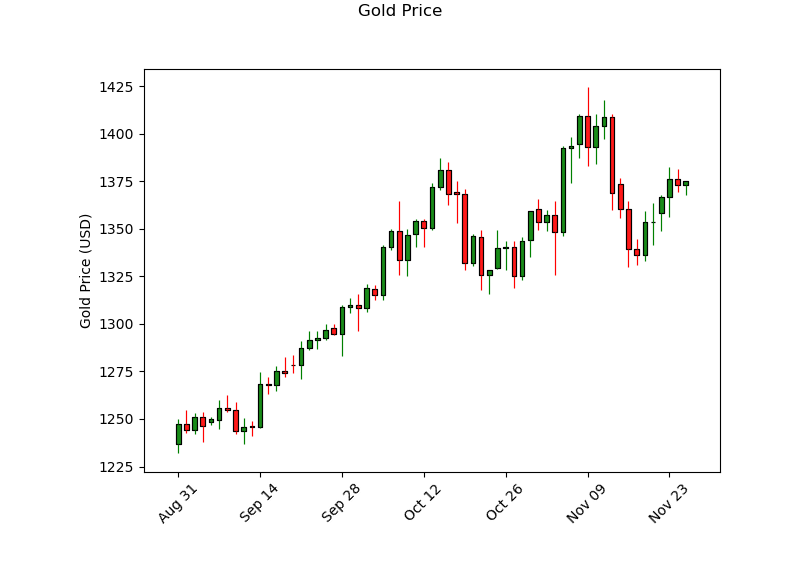 Gold Price
Gold Price (USD)
1425
1400
1375
1350
1325
1300
1275
1250
1225
Aug 31
Sep 14
Sep 28
Oct 12
Oct 26
Nov 09
Nov 23